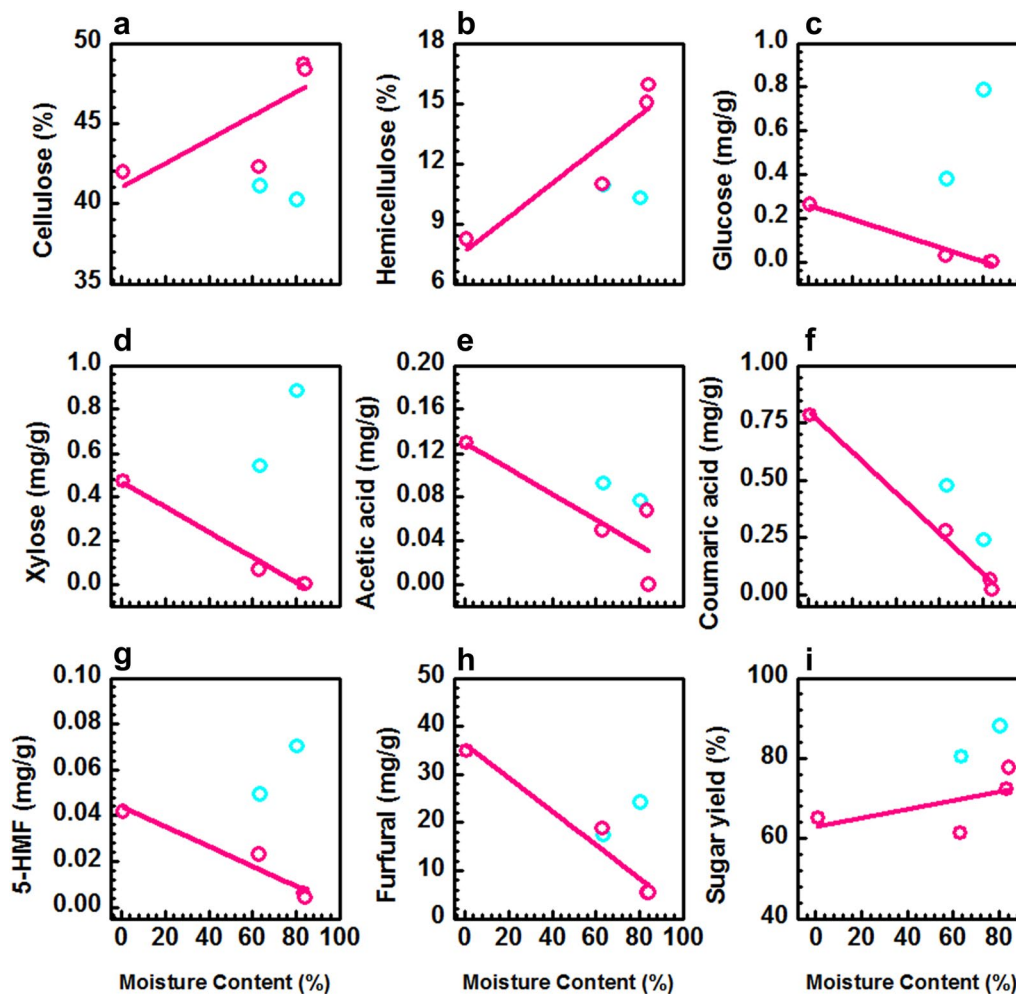 a
b
c
50
45
40
35
Cellulose (%)
18
15
12
9
6
Hemicellulose (%)
1.0
0.8
0.6
0.4
0.2
0.0
Glucose (mg/g)
d
e
f
1.0
0.8
0.6
0.4
0.2
0.0
Xylose (mg/g)
0.20
0.16
0.12
0.08
0.04
0.00
Acetic acid (mg/g)
1.00
0.75
0.50
0.25
0.00
Coumaric acid (mg/g)
g
h
i
0.10
0.08
0.06
0.04
0.02
0.00
5-HMF (mg/g)
50
40
30
20
10
0
Furfural (mg/g)
100
80
60
40
Sugar yield (%)
0 20 40 60 80 100
0 20 40 60 80 100
0 20 40 60 80
Moisture Content (%)
Moisture Content (%)
Moisture Content (%)